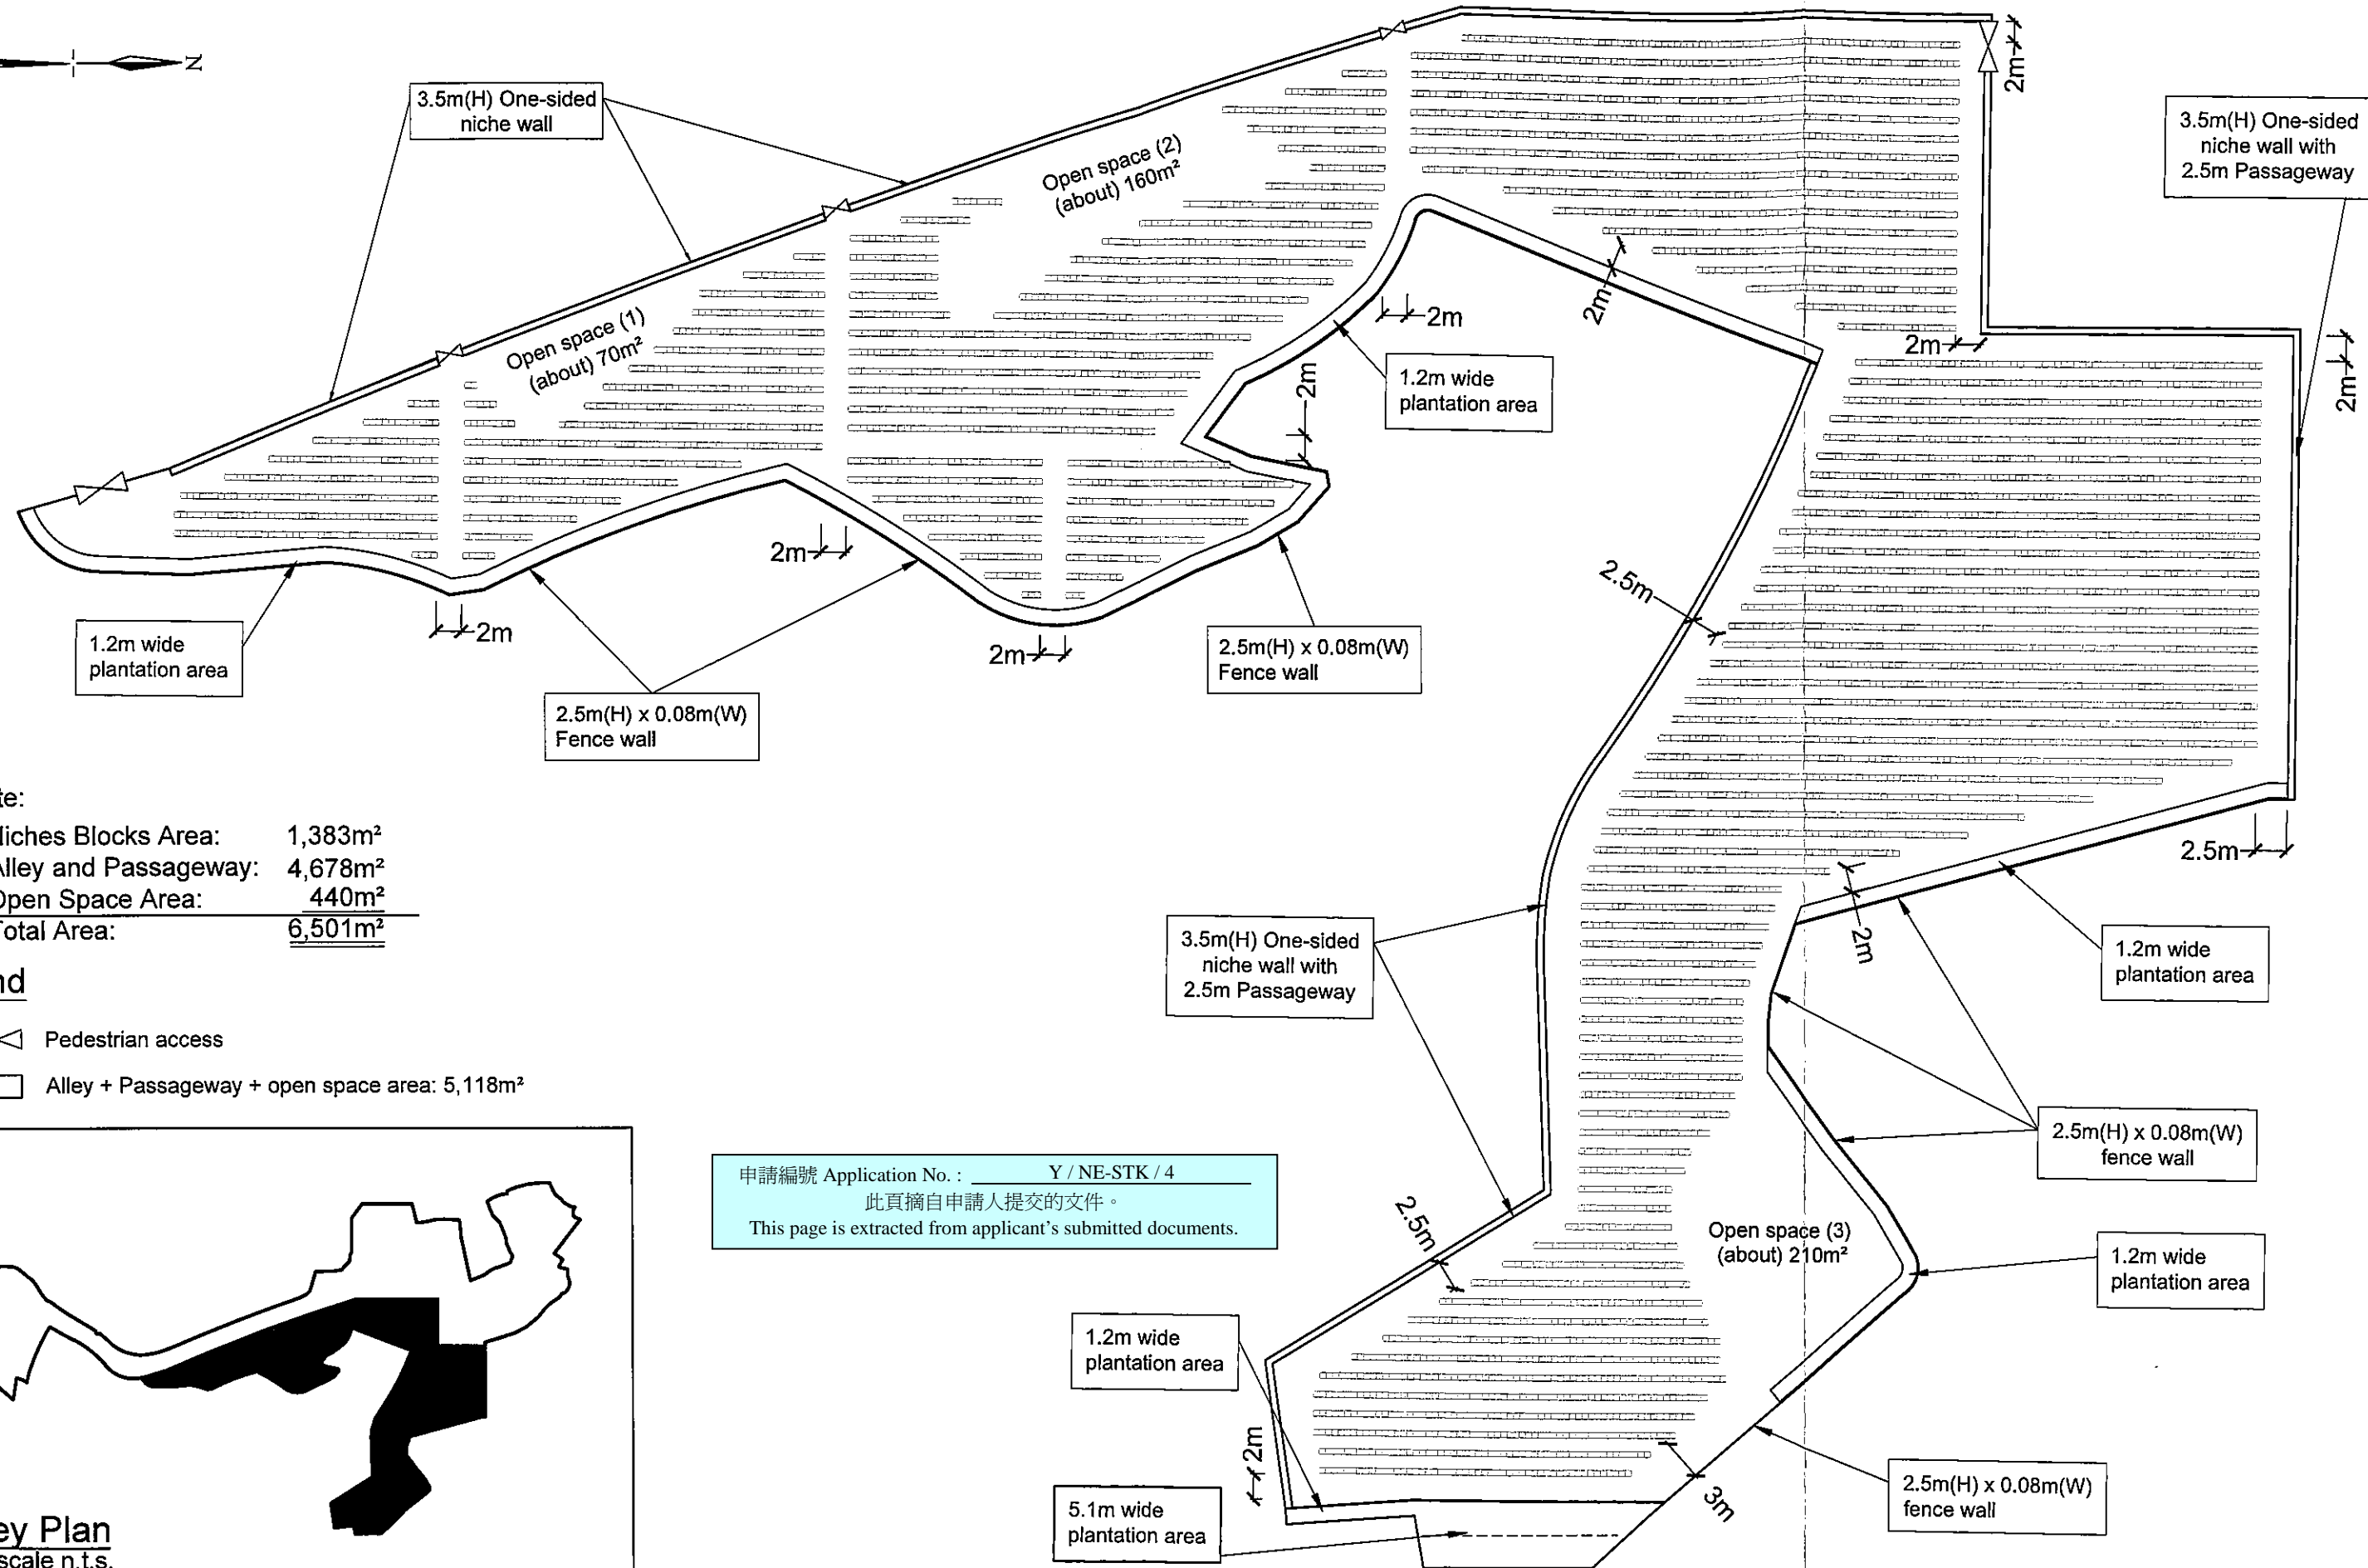 N
3.5m(H) One-sided
niche wall
Open space (2)
(about) 160m²
2m
3.5m(H) One-sided
niche wall with
2.5m Passageway
Open space (1)
(about) 70m²
2m
2m
2m
2m
1.2m wide
plantation area
2m
2m
2.5m
2m
2m
1.2m wide
plantation area
2.5m(H) x 0.08m(W)
Fence wall
2.5m(H) x 0.08m(W)
Fence wall
te:
liches Blocks Area: 1,383m²
Alley and Passageway: 4,678m²
Open Space Area: 440m²
Total Area: 6,501m²
nd
Pedestrian access
Alley + Passageway + open space area: 5,118m²
2.5m
2m
3.5m(H) One-sided
niche wall with
2.5m Passageway
1.2m wide
plantation area
2.5m(H) x 0.08m(W)
fence wall
申請編號 Application No. : Y / NE-STK / 4
此頁摘自申請人提交的文件。
This page is extracted from applicant's submitted documents.
2.5m
Open space (3)
(about) 210m²
1.2m wide
plantation area
1.2m wide
plantation area
2m
5.1m wide
plantation area
3m
2.5m(H) x 0.08m(W)
fence wall
ey Plan
scale n.t.s.